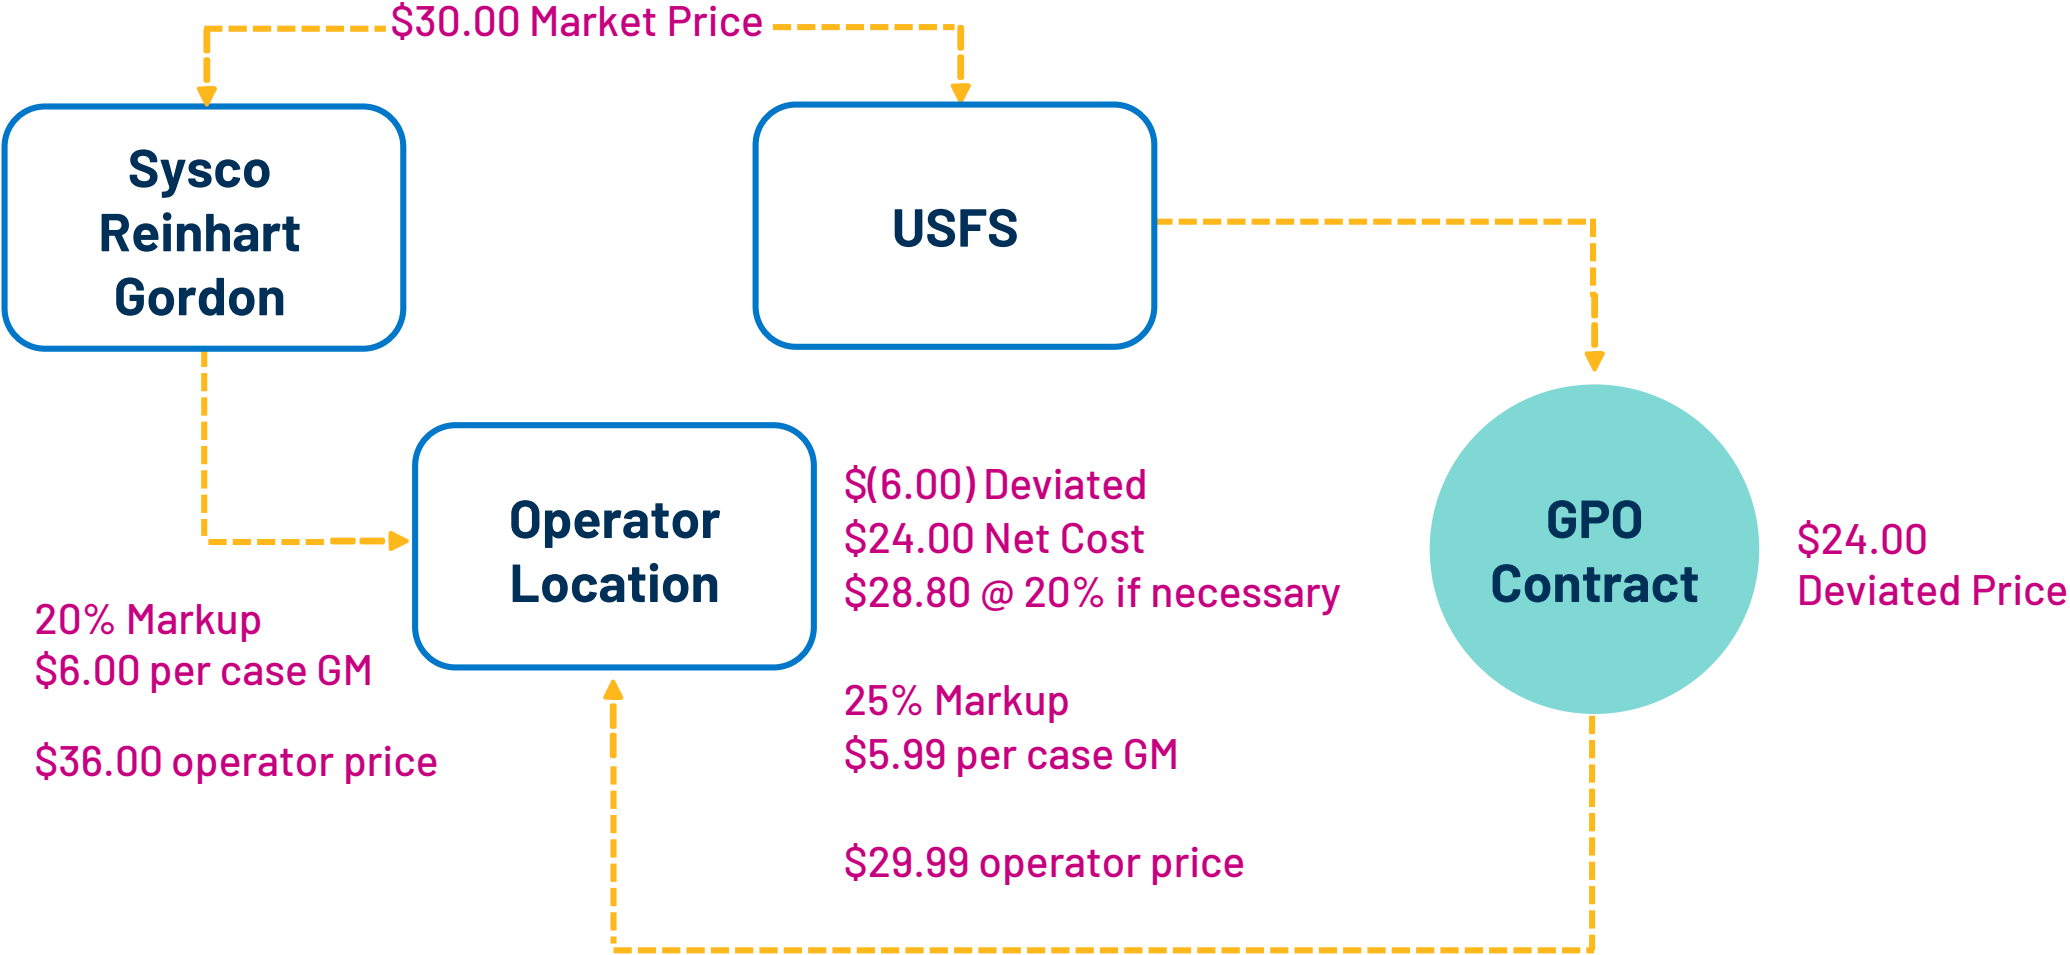 $30.00 Market Price
Sysco
Reinhart
Gordon
USFS
Operator
Location
$(6.00) Deviated
$24.00 Net Cost
$28.80 @ 20% if necessary
GPO
Contract
$24.00
Deviated Price
20% Markup
$6.00 per case GM
$36.00 operator price
25% Markup
$5.99 per case GM
$29.99 operator price